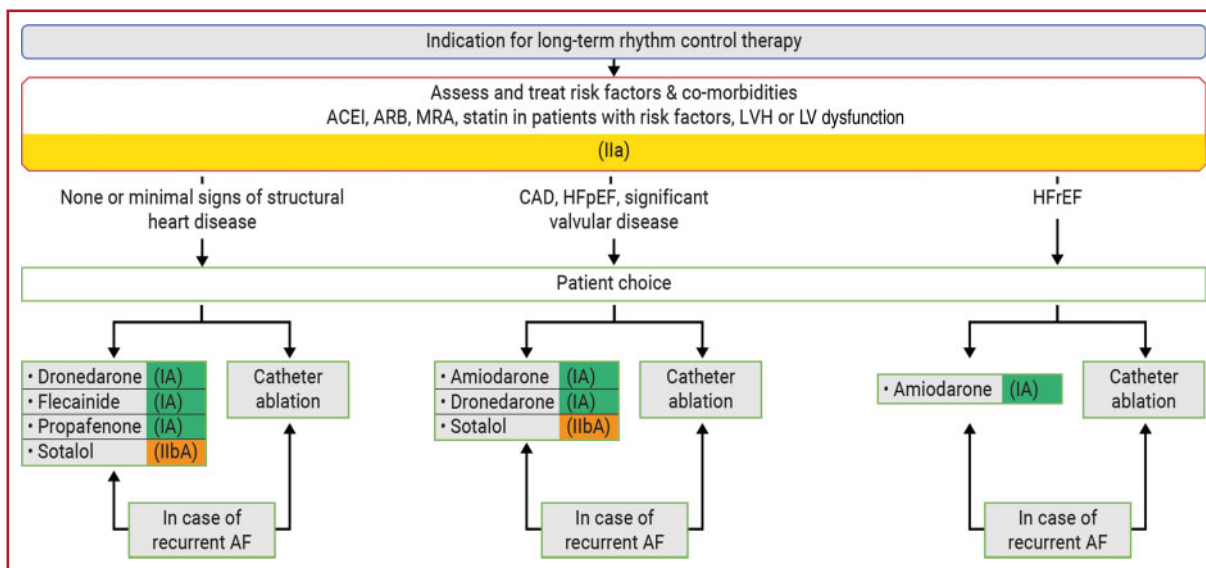 Indication for long-term rhythm control therapy
Assess and treat risk factors & co-morbidities
ACEI, ARB, MRA, statin in patients with risk factors, LVH or LV dysfunction
(IIa)
None or minimal signs of structural
heart disease
CAD, HFpEF, significant
valvular disease
HFrEF
Patient choice
• Dronedarone (IA)
• Flecainide (IA)
• Propafenone (IA)
• Sotalol (IIbA)
Catheter
ablation
• Amiodarone (IA)
• Dronedarone (IA)
• Sotalol (IIbA)
Catheter
ablation
• Amiodarone (IA)
Catheter
ablation
In case of
recurrent AF
In case of
recurrent AF
In case of
recurrent AF